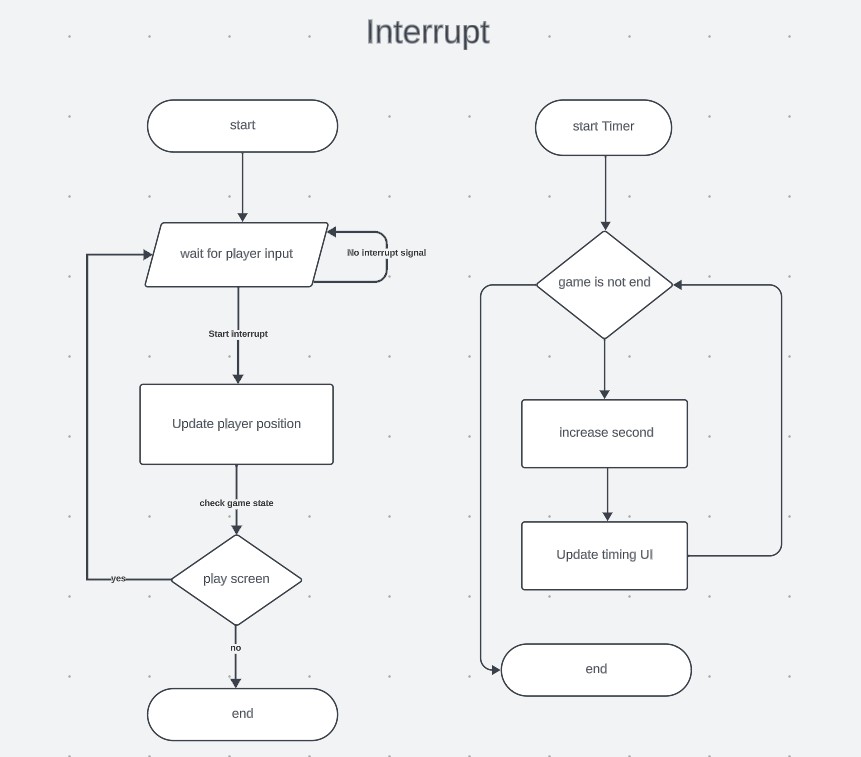 Interrupt
start
wait for player input
No interrupt signal
Start interrupt
Update player position
check game state
play screen
yes
no
end
start Timer
game is not end
increase second
Update timing UI
end